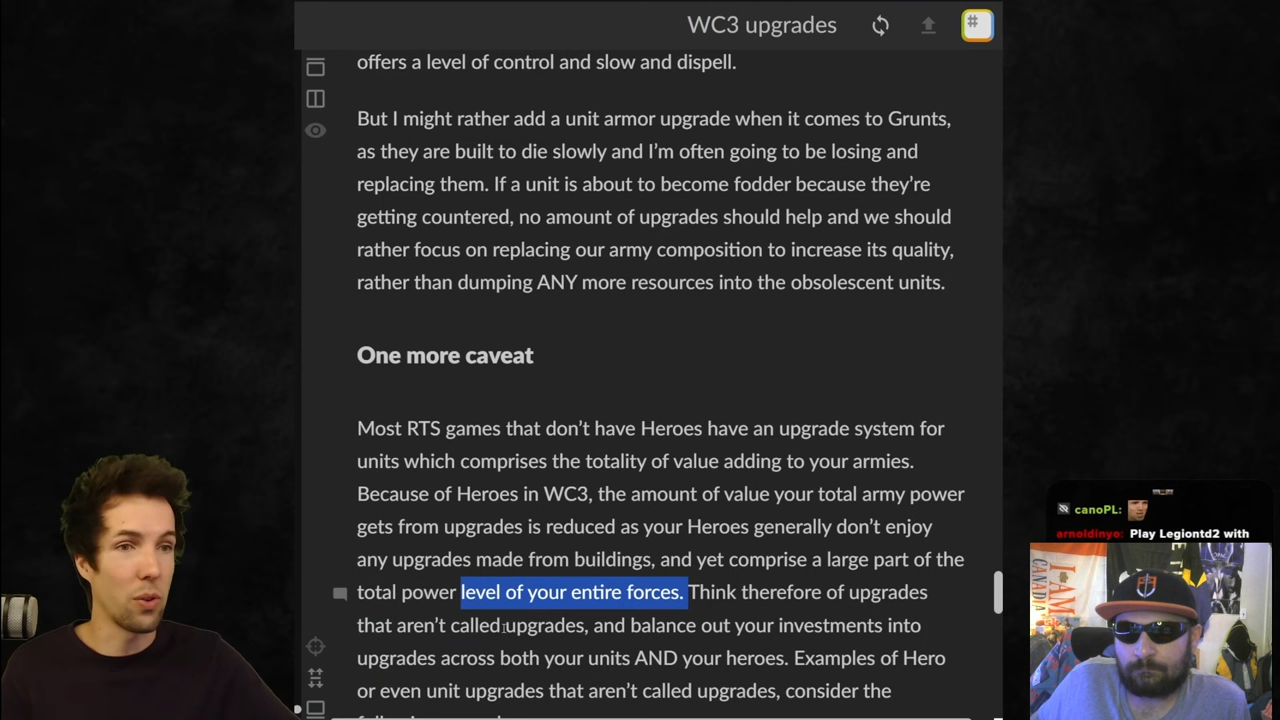 WC3 upgrades
#
offers a level of control and slow and dispell.
But I might rather add a unit armor upgrade when it comes to Grunts,
as they are built to die slowly and I'm often going to be losing and
replacing them. If a unit is about to become fodder because they're
getting countered, no amount of upgrades should help and we should
rather focus on replacing our army composition to increase its quality,
rather than dumping ANY more resources into the obsolescent units.
One more caveat
Most RTS games that don't have Heroes have an upgrade system for
units which comprises the totality of value adding to your armies.
Because of Heroes in WC3, the amount of value your total army power
gets from upgrades is reduced as your Heroes generally don't enjoy
any upgrades made from buildings, and yet comprise a large part of the
total power level of your entire forces. Think therefore of upgrades
that aren't called upgrades, and balance out your investments into
upgrades across both your units AND your heroes. Examples of Hero
or even unit upgrades that aren't called upgrades, consider the
canoPL:
arnoldinyo: Play Legiontd2 with
I AM
CANADIA